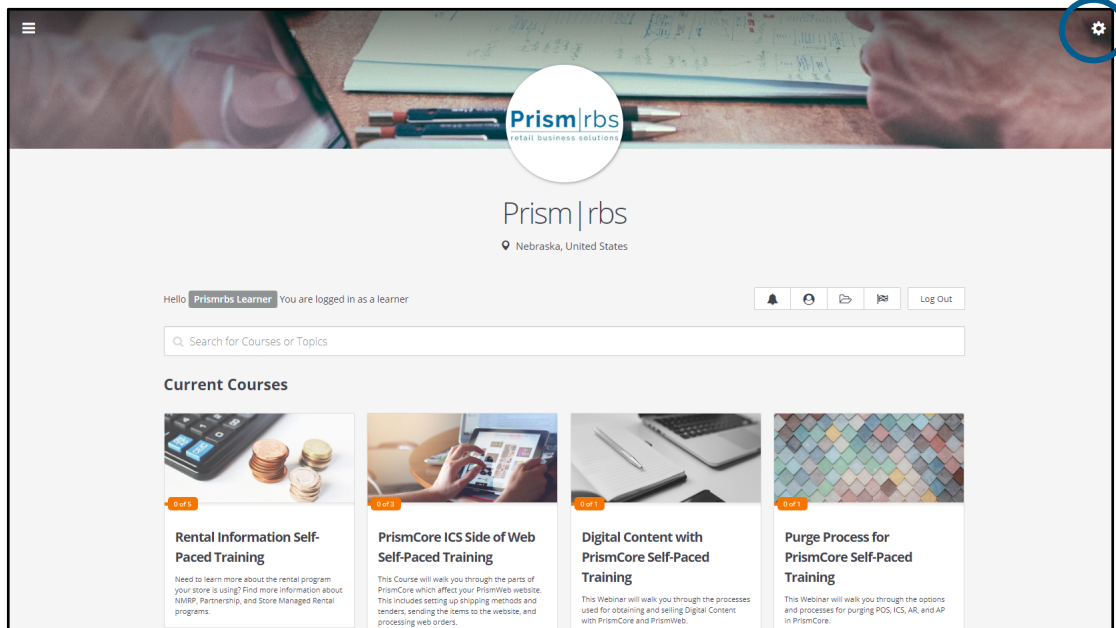 Prism|rbs
retail business solutions
Prism|rbs
Nebraska, United States
Hello Prismrbs Learner You are logged in as a learner
Log Out
Search for Courses or Topics
Current Courses
0 of 5
Rental Information Self-
Paced Training
Need to learn more about the rental program
your store is using? Find more information about
NMRP, Partnership, and Store Managed Rental
programs.
0 of 3
PrismCore ICS Side of Web
Self-Paced Training
This Course will walk you through the parts of
PrismCore which affect your PrismWeb website.
This includes setting up shipping methods and
tenders, sending the items to the website, and
processing web orders.
0 of 1
Digital Content with
PrismCore Self-Paced
Training
This Webinar will walk you through the processes
used for obtaining and selling Digital Content
with PrismCore and PrismWeb.
0 of 1
Purge Process for
PrismCore Self-Paced
Training
This Webinar will walk you through the options
and processes for purging POS, ICS, AR, and AP
in PrismCore.